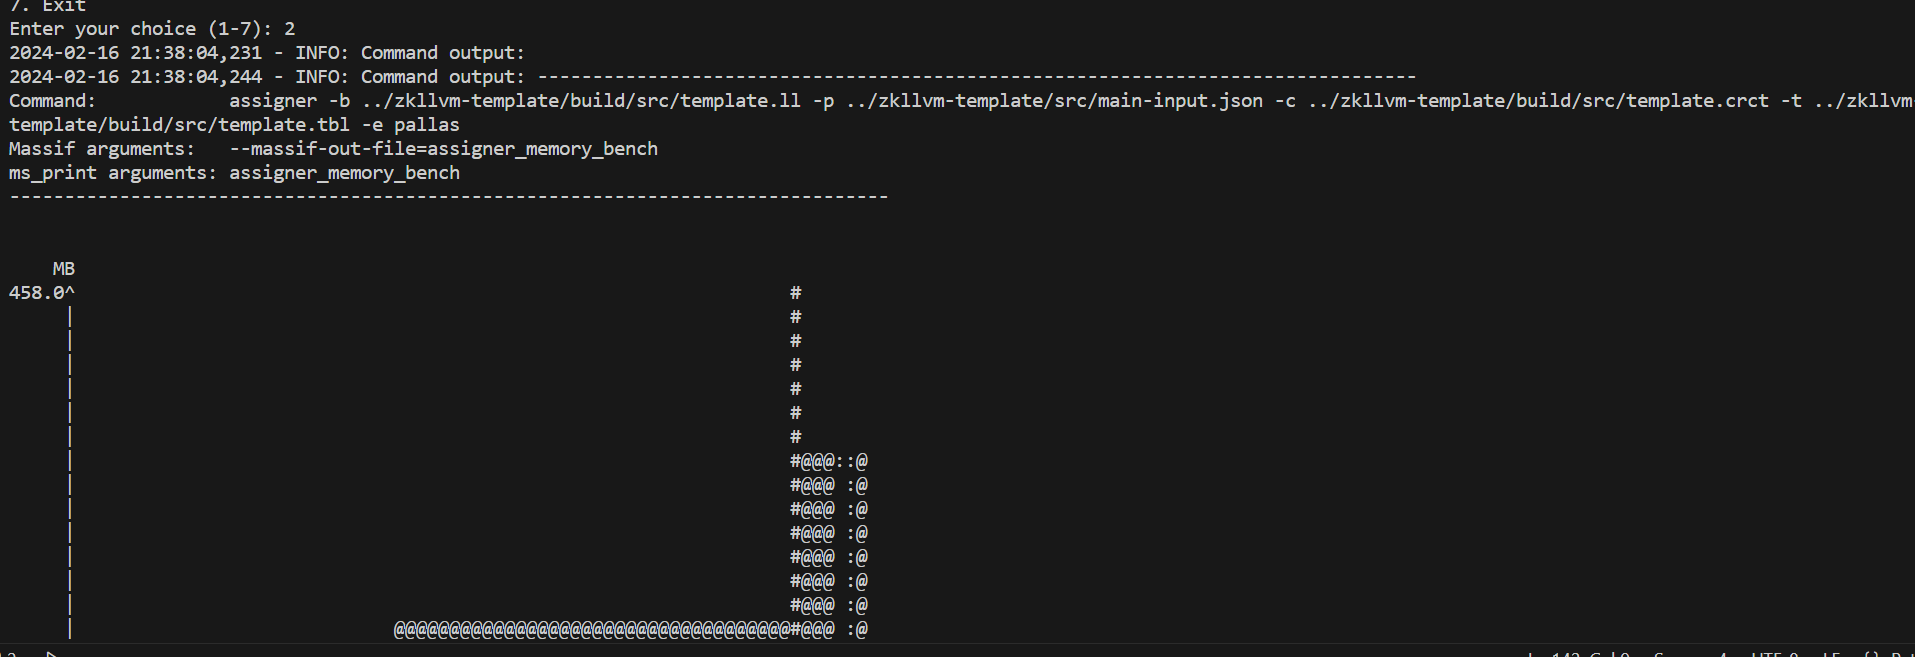 7. Exit
Enter your choice (1-7): 2
2024-02-16 21:38:04,231 - INFO: Command output:
2024-02-16 21:38:04,244 - INFO: Command output: --------------------------------------------------------------------------------
Command:            assigner -b ../zkllvm-template/build/src/template.ll -p ../zkllvm-template/src/main-input.json -c ../zkllvm-template/build/src/template.crct -t ../zkllvm-
template/build/src/template.tbl -e pallas
Massif arguments:   --massif-out-file=assigner_memory_bench
ms_print arguments: assigner_memory_bench
--------------------------------------------------------------------------------
    MB
458.0^                                                                 #
     |                                                                 #
     |                                                                 #
     |                                                                 #
     |                                                                 #
     |                                                                 #
     |                                                                 #
     |                                                                 #@@@::@
     |                                                                 #@@@ :@
     |                                                                 #@@@ :@
     |                                                                 #@@@ :@
     |                                                                 #@@@ :@
     |                                                                 #@@@ :@
     |                                                                 #@@@ :@
     |                             @@@@@@@@@@@@@@@@@@@@@@@@@@@@@@@@@@@@#@@@ :@